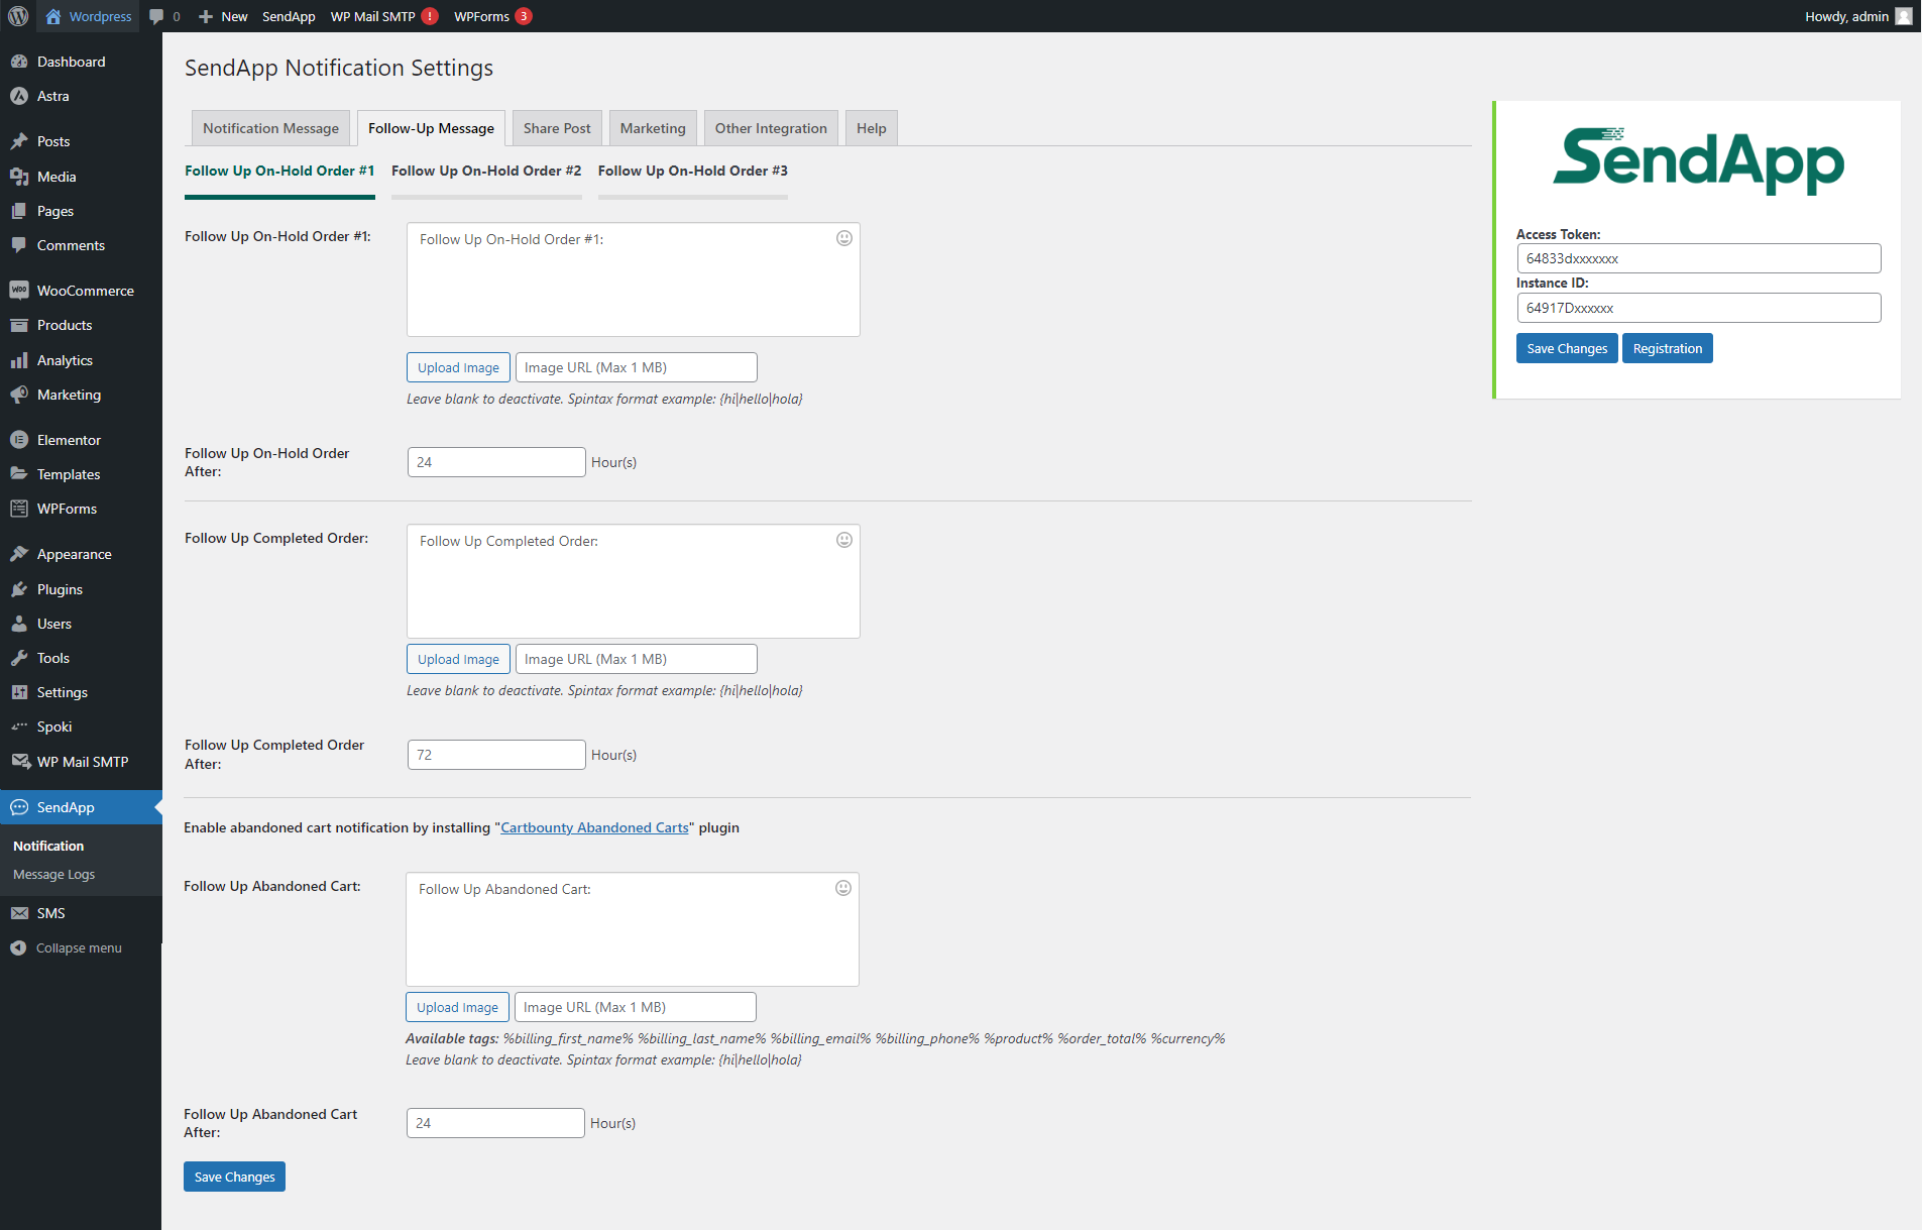 Wordpress 0 New SendApp WP Mail SMTP ! WPForms 3 Howdy, admin
Dashboard
Astra
Posts
Media
Pages
Comments
WooCommerce
Products
Analytics
Marketing
Elementor
Templates
WPForms
Appearance
Plugins
Users
Tools
Settings
Spoki
WP Mail SMTP
SendApp
Notification
Message Logs
SMS
Collapse menu
SendApp Notification Settings
Notification Message Follow-Up Message Share Post Marketing Other Integration Help
Follow Up On-Hold Order #1 Follow Up On-Hold Order #2 Follow Up On-Hold Order #3
Follow Up On-Hold Order #1:
Follow Up On-Hold Order #1:
Upload Image Image URL (Max 1 MB)
Leave blank to deactivate. Spintax format example: {hi|hello|hola}
Follow Up On-Hold Order
After:
24 Hour(s)
Follow Up Completed Order:
Follow Up Completed Order:
Upload Image Image URL (Max 1 MB)
Leave blank to deactivate. Spintax format example: {hi|hello|hola}
Follow Up Completed Order
After:
72 Hour(s)
Enable abandoned cart notification by installing "Cartbounty Abandoned Carts" plugin
Follow Up Abandoned Cart:
Follow Up Abandoned Cart:
Upload Image Image URL (Max 1 MB)
Available tags: %billing_first_name% %billing_last_name% %billing_email% %billing_phone% %product% %order_total% %currency%
Leave blank to deactivate. Spintax format example: {hi|hello|hola}
Follow Up Abandoned Cart
After:
24 Hour(s)
Save Changes
SendApp
Access Token:
64833dxxxxxxx
Instance ID:
64917Dxxxxxx
Save Changes Registration